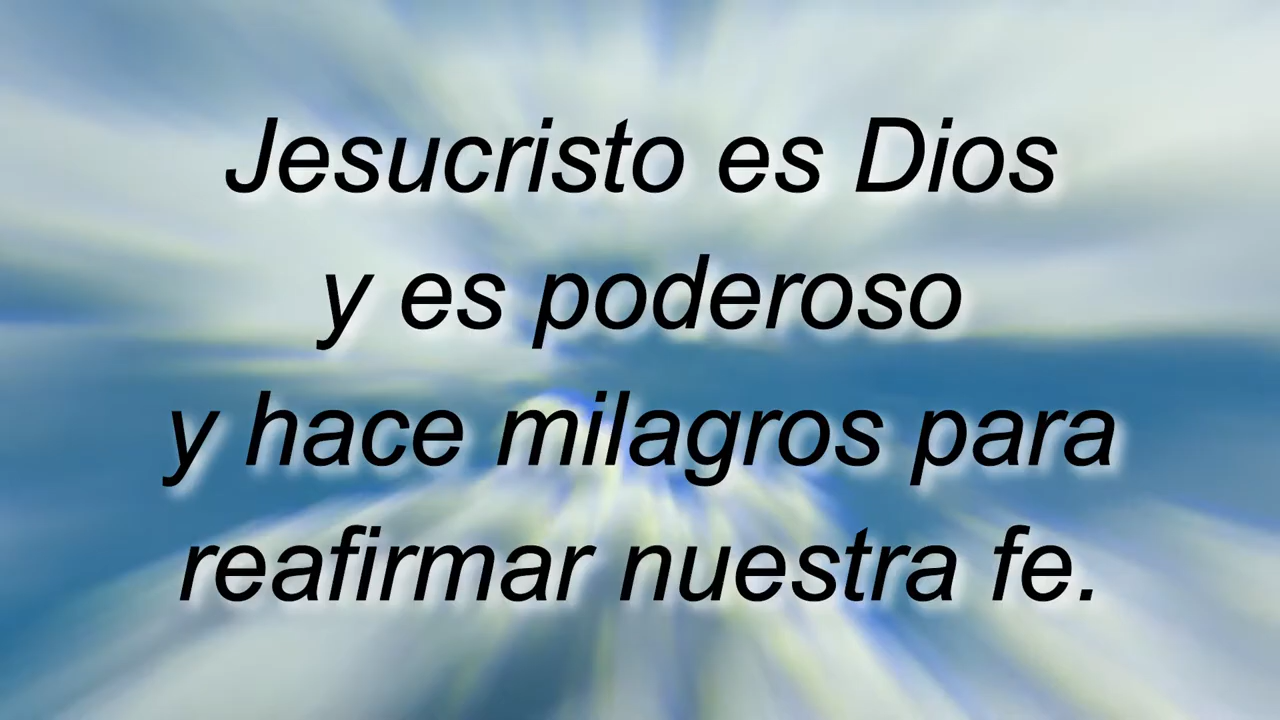 Jesucristo es Dios
y es poderoso
y hace milagros para
reafirmar nuestra fe.